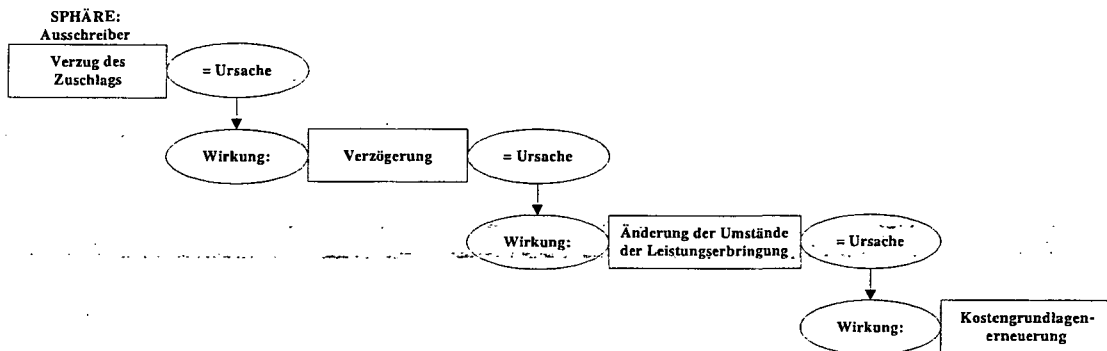 SPHÄRE:
Ausschreiber
Verzug des
Zuschlags
= Ursache
Wirkung:
Verzögerung
= Ursache
Wirkung:
Änderung der Umstände
der Leistungserbringung
= Ursache
Wirkung:
Kostengrundlagen-
erneuerung